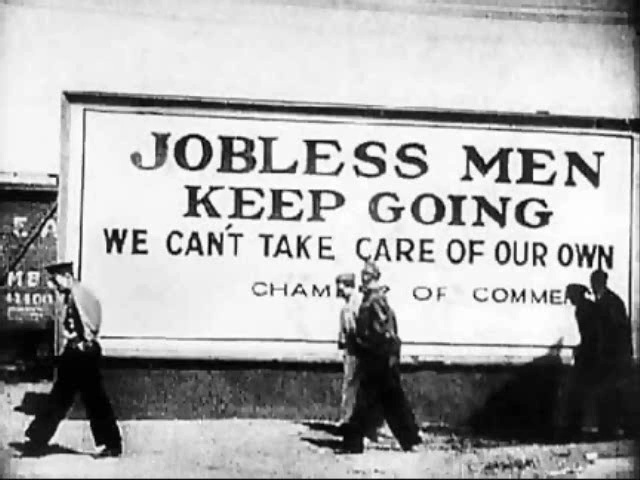 JOBLESS MEN
KEEP GOING
WE CAN'T TAKE CARE OF OUR OWN
OF